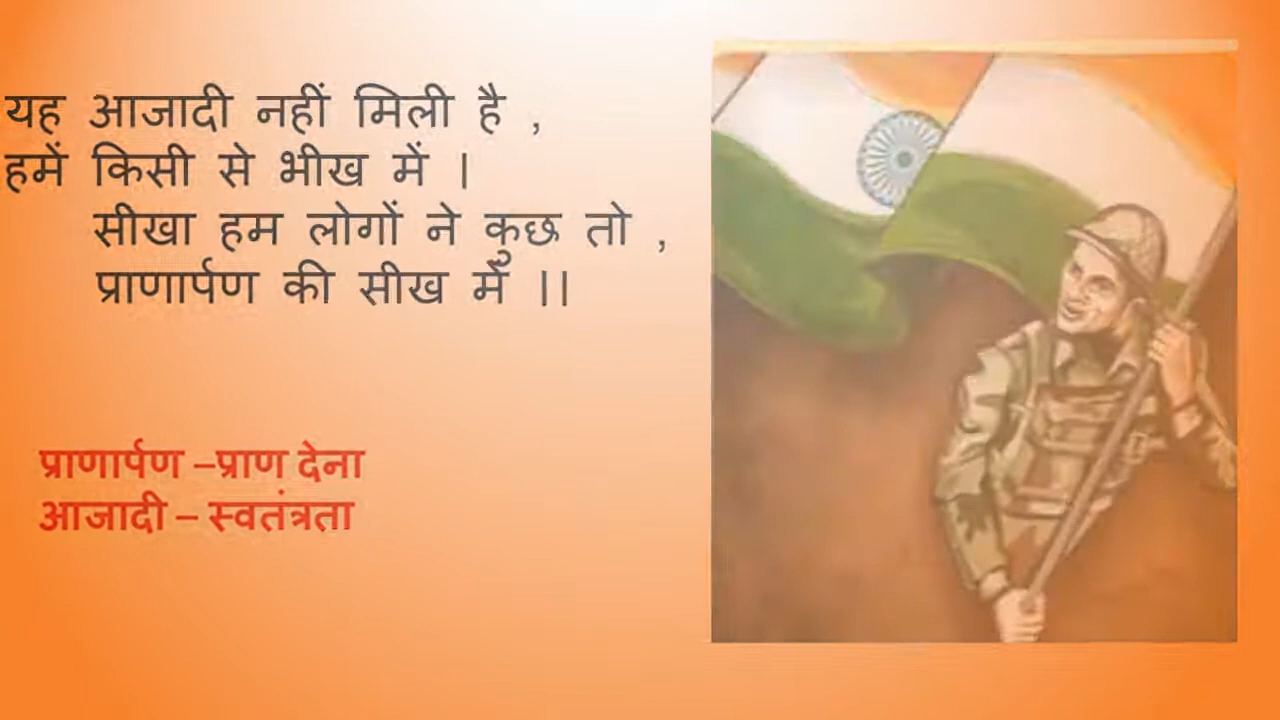 यह आजादी नहीं मिली है ,
हमें किसी से भीख में ।
सीखा हम लोगों ने कुछ तो ,
प्राणार्पण की सीख में ।।
प्राणार्पण –प्राण देना
आजादी – स्वतंत्रता